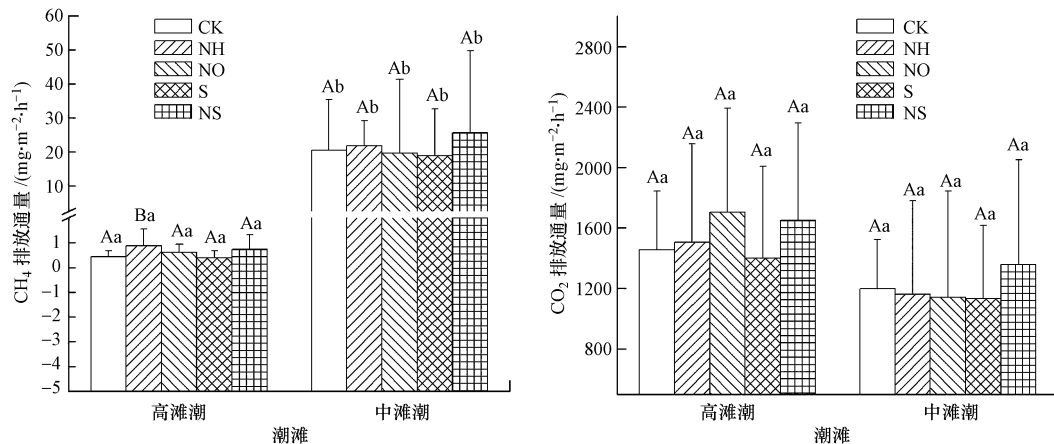 60
50
40
30
20
10
1
0
−1
−2
−3
−4
−5
CH₄ 排放通量 /(mg·m⁻²·h⁻¹)
CK
NH
NO
S
NS
Aa
Ba
Aa
Aa
Aa
Ab
Ab
Ab
Ab
Ab
高滩潮
中滩潮
潮滩
2800
2400
2000
1600
1200
800
CO₂ 排放通量 /(mg·m⁻²·h⁻¹)
CK
NH
NO
S
NS
Aa
Aa
Aa
Aa
Aa
Aa
Aa
Aa
Aa
Aa
高滩潮
中滩潮
潮滩